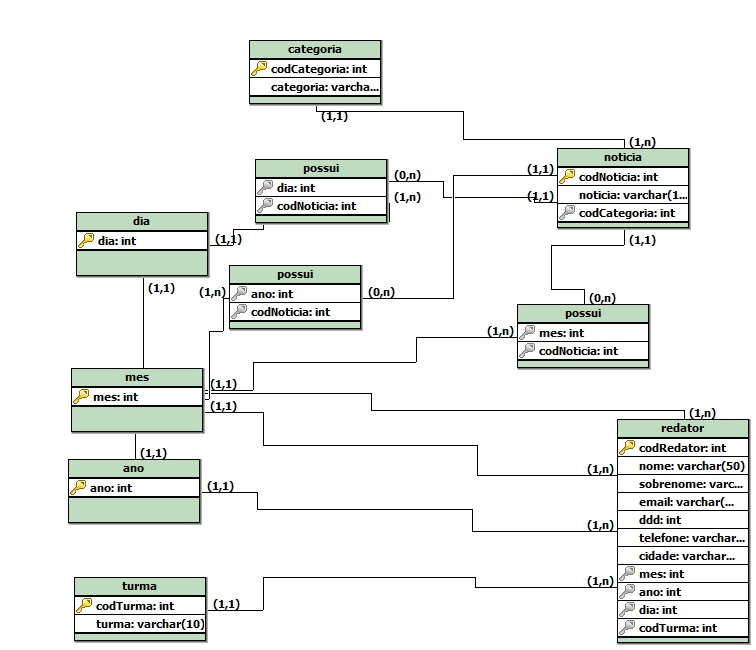 categoria
codCategoria: int
categoria: varcha...
(1,1)
(1,n)
noticia
codNoticia: int
noticia: varchar(1...
codCategoria: int
(1,1)
(1,1)
(1,1)
possui
dia: int
codNoticia: int
(0,n)
(1,n)
(1,1)
dia
dia: int
(1,1)
possui
ano: int
codNoticia: int
(1,n)
(0,n)
(0,n)
possui
mes: int
codNoticia: int
(1,n)
mes
mes: int
(1,1)
(1,1)
(1,1)
ano
ano: int
(1,1)
turma
codTurma: int
turma: varchar(10)
(1,1)
(1,n)
redator
codRedator: int
nome: varchar(50)
sobrenome: varc...
email: varchar(...
ddd: int
telefone: varchar...
cidade: varchar...
mes: int
ano: int
dia: int
codTurma: int
(1,n)
(1,n)
(1,n)